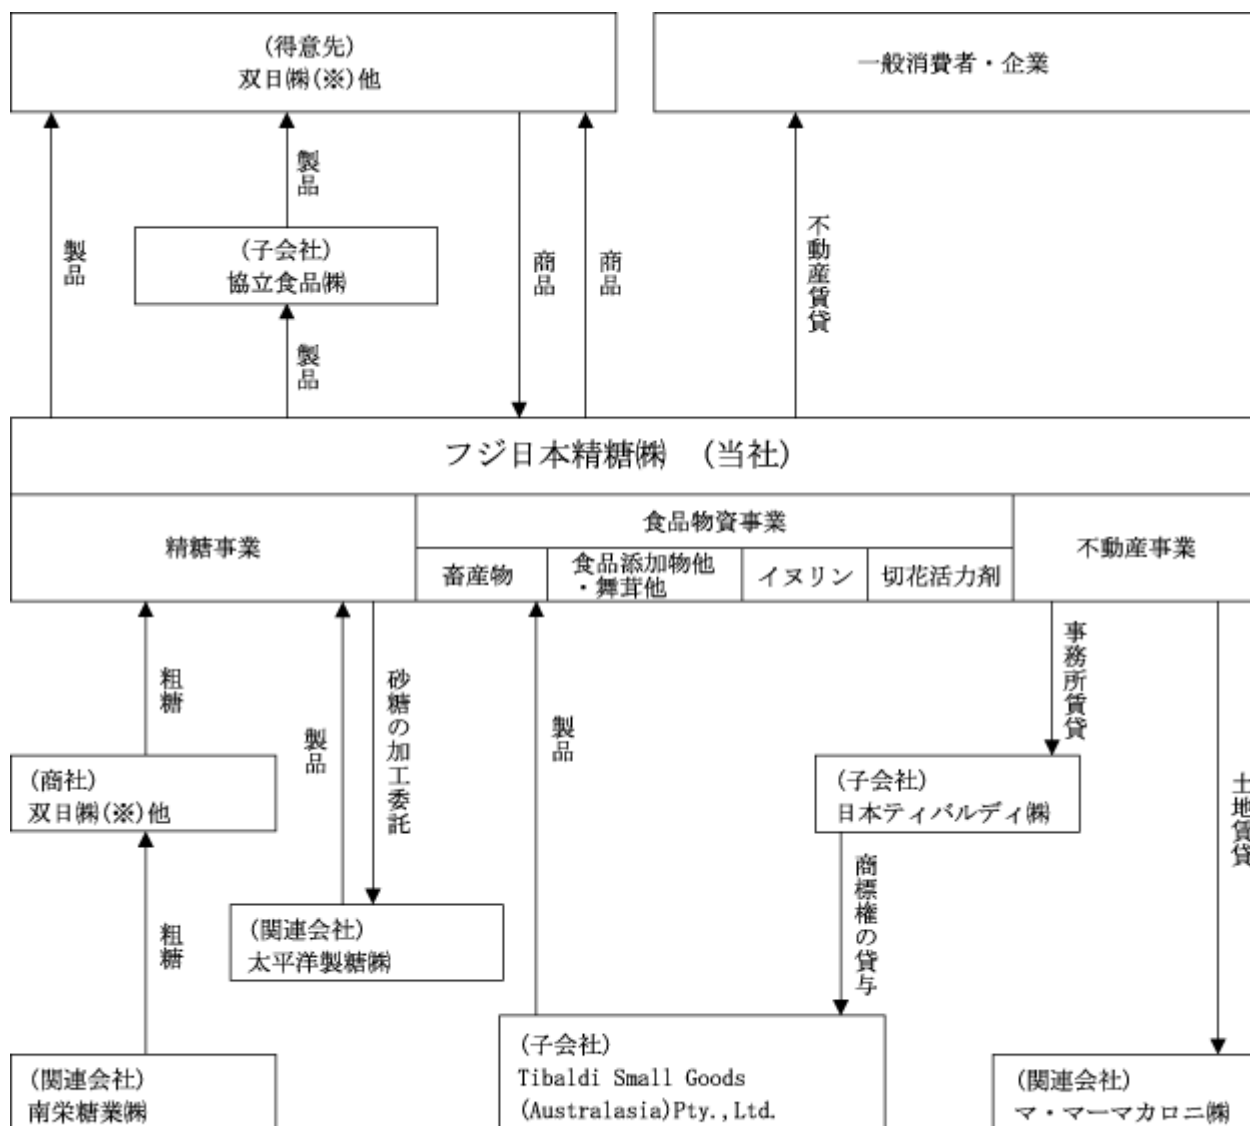 (得意先)
双日㈱(※)他
一般消費者・企業
製品
製品
(子会社)
協立食品㈱
製品
商品
商品
不動産賃貸
フジ日本精糖㈱ (当社)
精糖事業
食品物資事業
畜産物
食品添加物他
・舞茸他
イヌリン
切花活力剤
不動産事業
粗糖
製品
砂糖の加工委託
製品
事務所賃貸
土地賃貸
(商社)
双日㈱(※)他
(子会社)
日本ティバルディ㈱
粗糖
商標権の貸与
(関連会社)
太平洋製糖㈱
(関連会社)
南栄糖業㈱
(子会社)
Tibaldi Small Goods
(Australasia)Pty.,Ltd.
(関連会社)
マ・マーマカロニ㈱